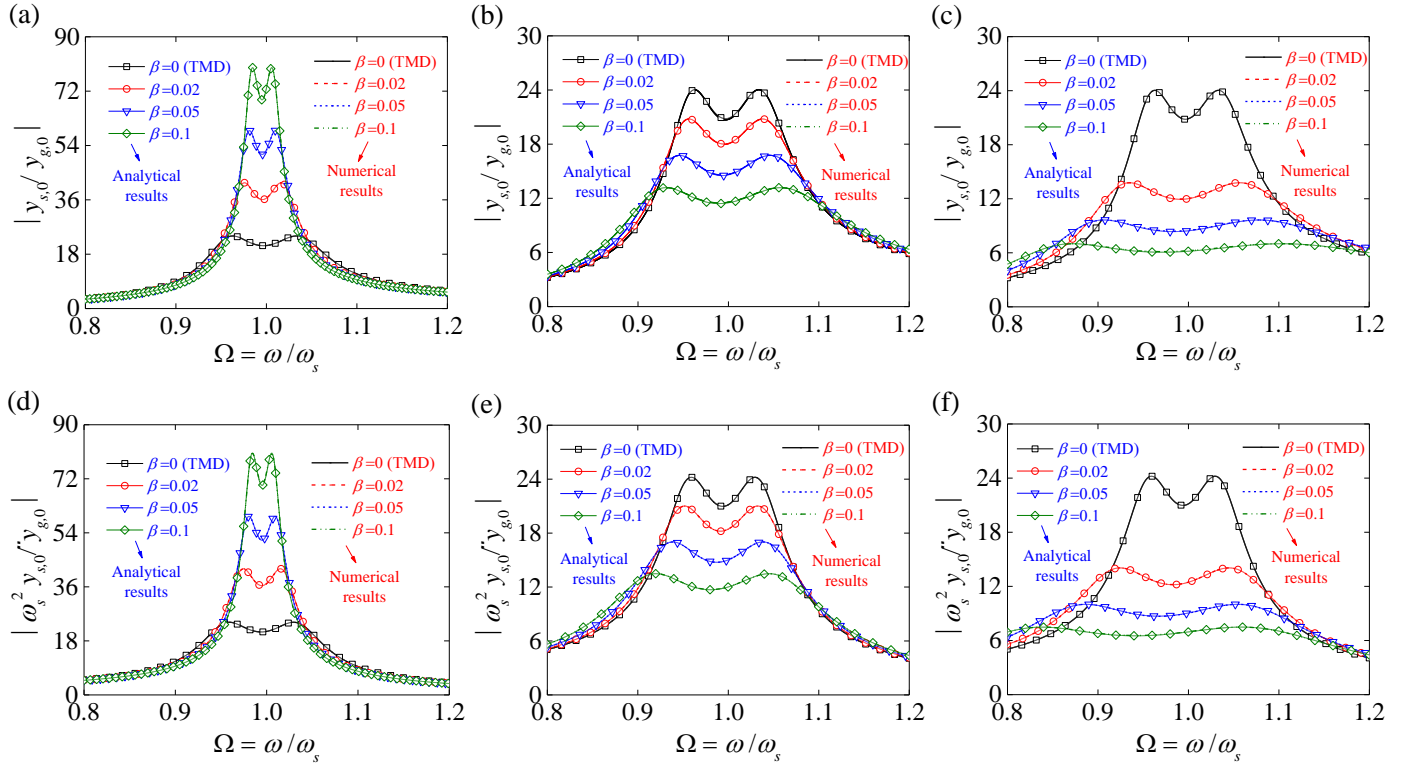 (a)
90
72
54
36
18
0
| y_{s,0} / y_{g,0} |
β=0 (TMD)
β=0.02
β=0.05
β=0.1
Analytical
results
β=0 (TMD)
β=0.02
β=0.05
β=0.1
Numerical
results
0.8 0.9 1.0 1.1 1.2
Ω = ω/ω_s
(b)
30
24
18
12
6
0
| y_{s,0} / y_{g,0} |
β=0 (TMD)
β=0.02
β=0.05
β=0.1
Analytical
results
β=0 (TMD)
β=0.02
β=0.05
β=0.1
Numerical
results
0.8 0.9 1.0 1.1 1.2
Ω = ω/ω_s
(c)
30
24
18
12
6
0
| y_{s,0} / y_{g,0} |
β=0 (TMD)
β=0.02
β=0.05
β=0.1
Analytical
results
β=0 (TMD)
β=0.02
β=0.05
β=0.1
Numerical
results
0.8 0.9 1.0 1.1 1.2
Ω = ω/ω_s
(d)
90
72
54
36
18
0
| ω_s^2 y_{s,0}/ÿ_{g,0} |
β=0 (TMD)
β=0.02
β=0.05
β=0.1
Analytical
results
β=0 (TMD)
β=0.02
β=0.05
β=0.1
Numerical
results
0.8 0.9 1.0 1.1 1.2
Ω = ω/ω_s
(e)
30
24
18
12
6
0
| ω_s^2 y_{s,0}/ÿ_{g,0} |
β=0 (TMD)
β=0.02
β=0.05
β=0.1
Analytical
results
β=0 (TMD)
β=0.02
β=0.05
β=0.1
Numerical
results
0.8 0.9 1.0 1.1 1.2
Ω = ω/ω_s
(f)
30
24
18
12
6
0
| ω_s^2 y_{s,0}/ÿ_{g,0} |
β=0 (TMD)
β=0.02
β=0.05
β=0.1
Analytical
results
β=0 (TMD)
β=0.02
β=0.05
β=0.1
Numerical
results
0.8 0.9 1.0 1.1 1.2
Ω = ω/ω_s